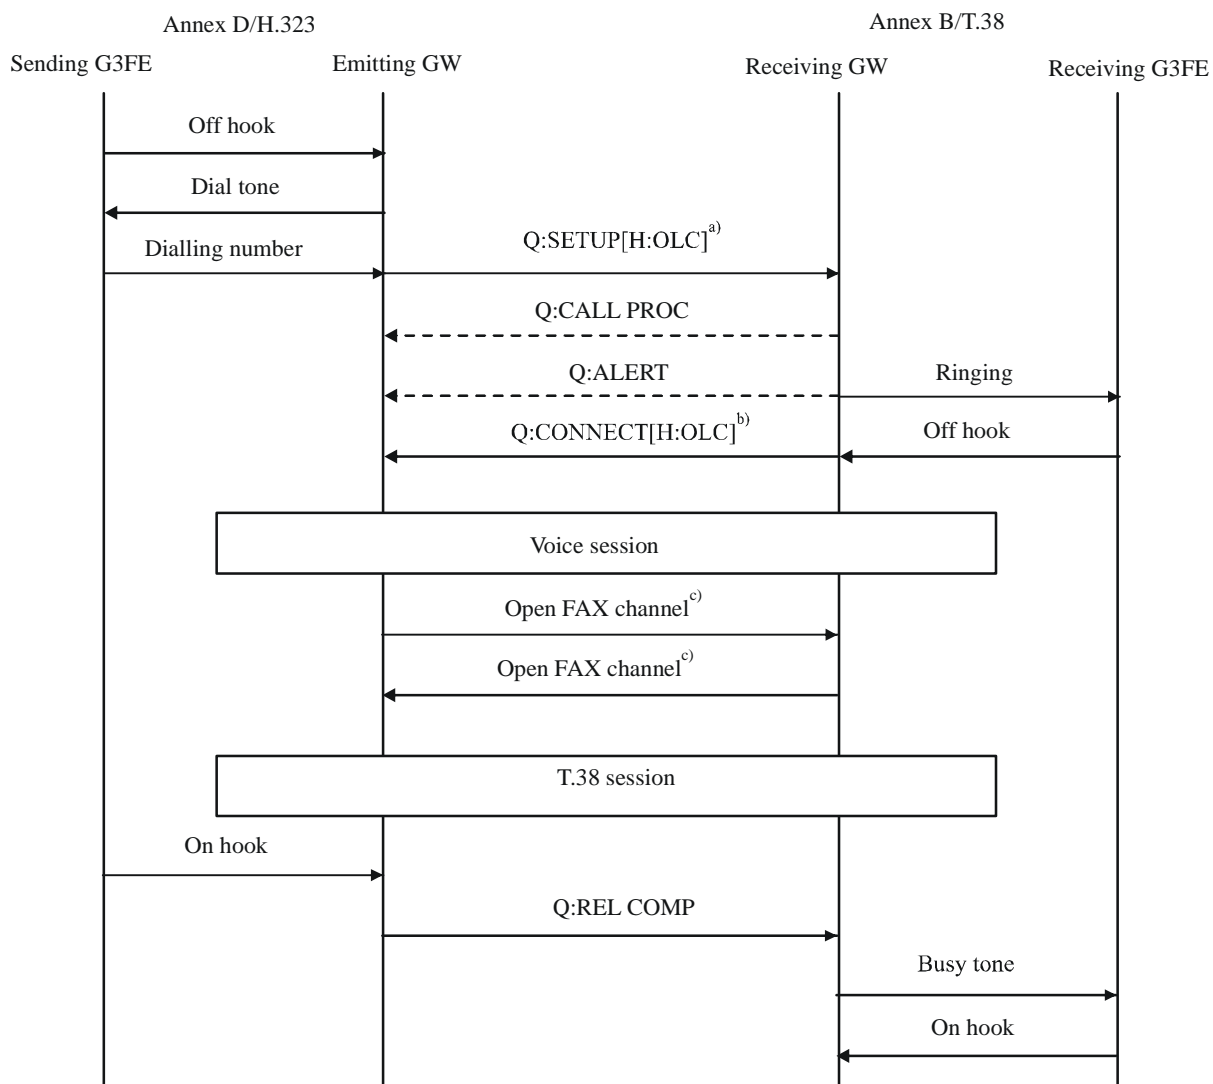 Annex D/H.323
Annex B/T.38
Sending G3FE
Emitting GW
Receiving GW
Receiving G3FE
Off hook
Dial tone
Dialling number
Q:SETUP[H:OLC]a)
Q:CALL PROC
Q:ALERT
Ringing
Q:CONNECT[H:OLC]b)
Off hook
Voice session
Open FAX channelc)
Open FAX channelc)
T.38 session
On hook
Q:REL COMP
Busy tone
On hook